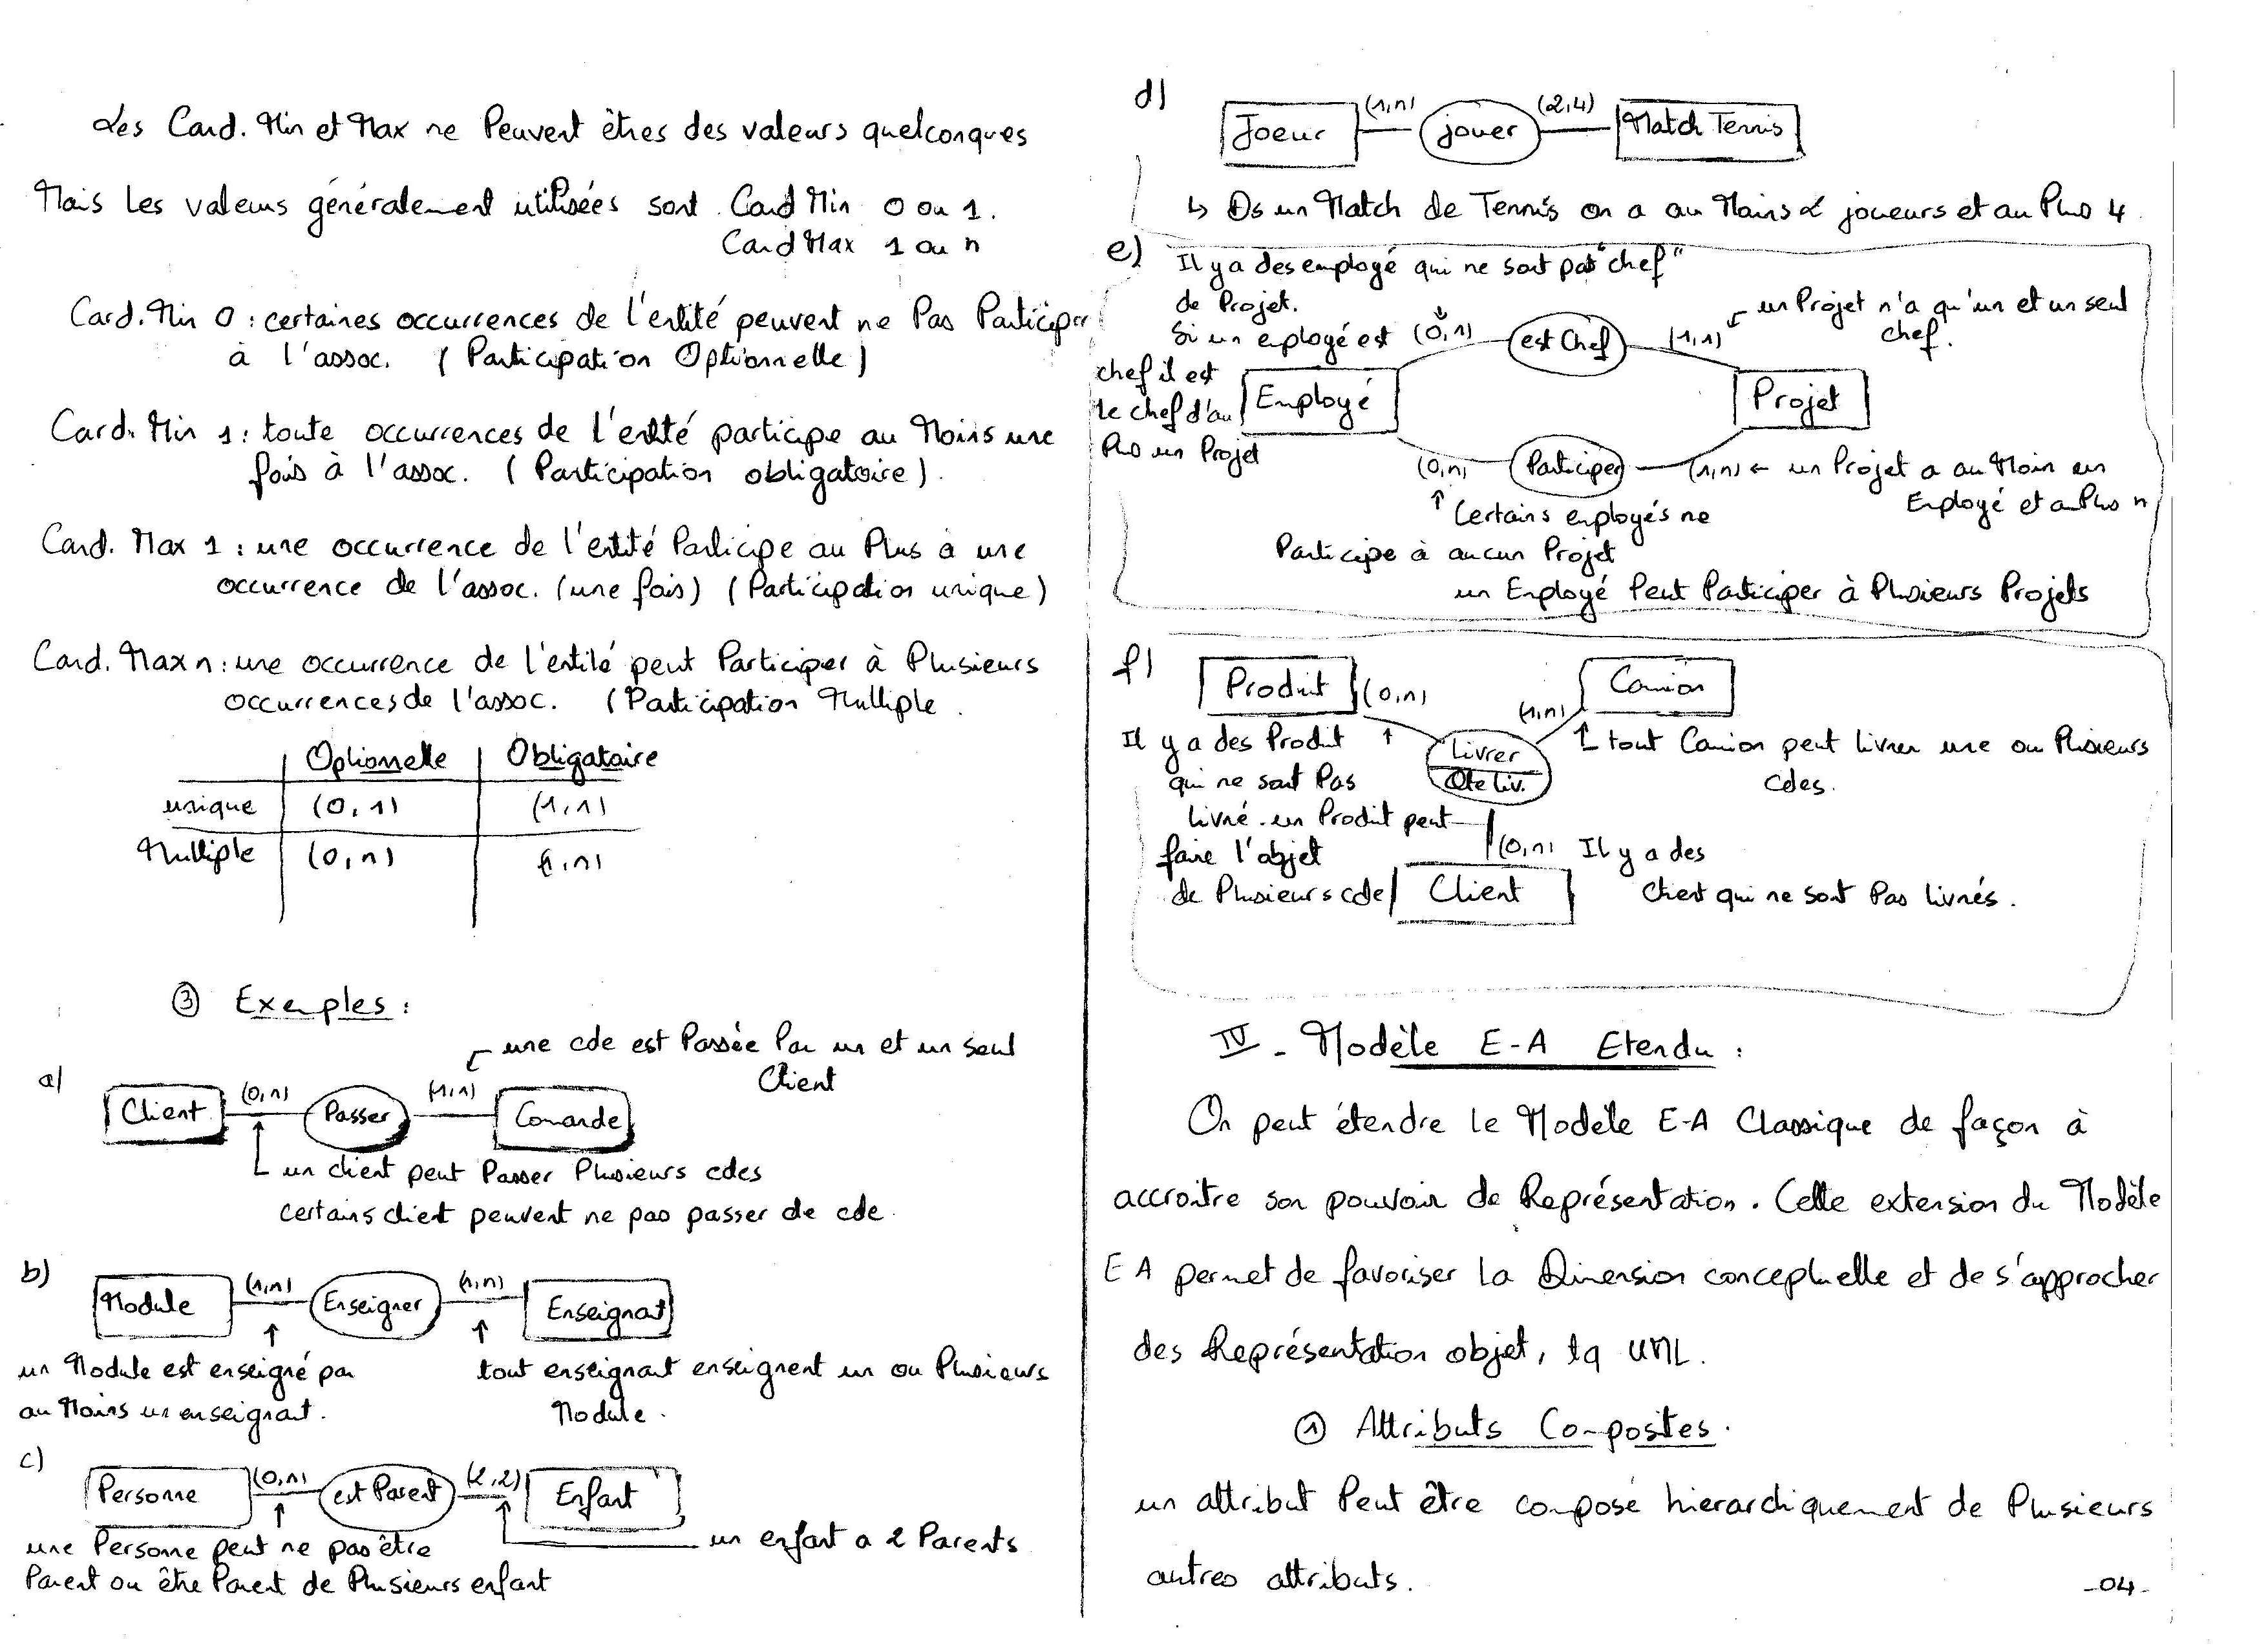 Les Card. Min et Max ne Peuvent êtres des valeurs quelconques
Mais les valeurs généralement utilisées sont Card Min 0 ou 1.
Card Max 1 ou n
Card. Min 0 : certaines occurrences de l'entité peuvent ne Pas Participer
à l'assoc. (Participation Optionnelle)
Card. Min 1 : toute occurrences de l'entité participe au Moins une
fois à l'assoc. (Participation obligatoire).
Card. Max 1 : une occurrence de l'entité Participe au Plus à une
occurrence de l'assoc. (une fois) (Participation unique)
Card. Max n : une occurrence de l'entité peut Participer à Plusieurs
occurrences de l'assoc. (Participation Multiple.
Optionnelle Obligatoire
unique (0,1) (1,1)
Multiple (0,n) (1,n)
③ Exemples :
une cde est Passée Par un et un seul
Client
a)
Client (0,n) Passer (1,1) Comande
un client peut Passer Plusieurs cdes
certains client peuvent ne pas passer de cde.
b)
Module (1,n) Enseigner (1,n) Enseignat
un Module est enseigné par
au Moins un enseignant.
tout enseignant enseignent un ou Plusieurs
Module.
c)
Personne (0,n) est Parent (2,2) Enfant
un enfant a 2 Parents
une Personne peut ne pas être
Parent ou être Parent de Plusieurs enfant
d)
Joeur (1,n) jouer (2,4) Match Tennis
↳ Ds un Match de Tennis on a au Moins 2 joueurs et au Plus 4.
e) Il y a des employé qui ne sont pas "chef"
de Projet.
Si un eployé est
chef il est
le chef d'au
Plus un Projet
(0,1) est Chef (1,1)
un Projet n'a qu'un et un seul
chef.
Employé Projet
(0,n) Participer (1,n) ← un Projet a au Moin un
Employé et au Plus n
↑ Certains employés ne
Participe à aucun Projet
un Employé Peut Participer à Plusieurs Projets
f)
Produit (0,n) (1,n) Camion
Il y a des Produit
qui ne sont Pas
livré. un Produit peut
faire l'objet
de Plusieurs cde
Livrer
Qte Liv.
tout Camion peut livrer une ou Plusieurs
cdes.
(0,n)
Client
Il y a des
Client qui ne sont Pas livrés.
IV - Modèle E-A Etendu :
On peut étendre le Modèle E-A Classique de façon à
accroitre son pouvoir de Représentation. Cette extension du Modèle
E A permet de favoriser la Dimension conceptuelle et de s'approcher
des Représentation objet, tq UML.
① Attributs Composites.
un attribut Peut être composé hierarchiquement de Plusieurs
autres attributs.
-04-